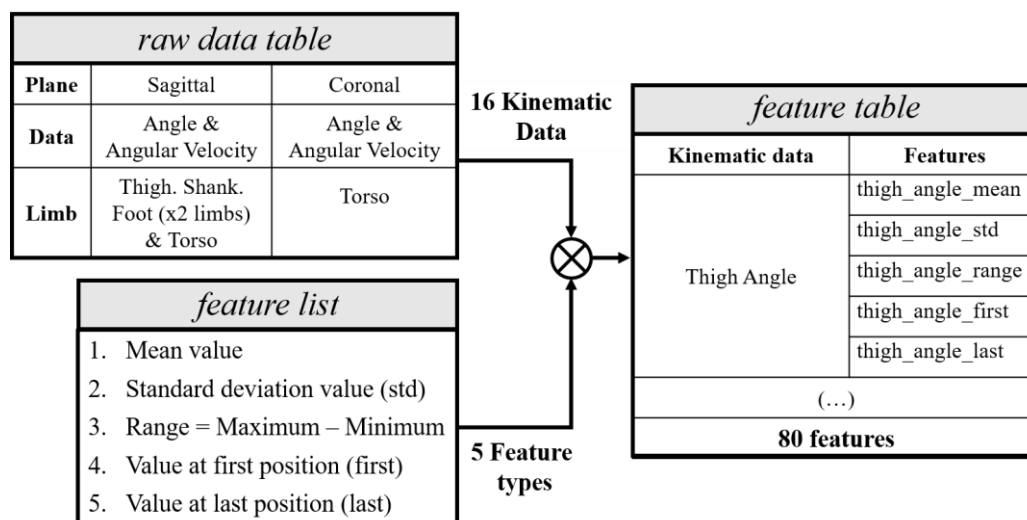 raw data table
Plane Sagittal Coronal
Data Angle & Angular Velocity Angle & Angular Velocity
Limb Thigh. Shank. Foot (x2 limbs) & Torso Torso
16 Kinematic
Data
feature list
1. Mean value
2. Standard deviation value (std)
3. Range = Maximum – Minimum
4. Value at first position (first)
5. Value at last position (last)
5 Feature
types
feature table
Kinematic data Features
Thigh Angle
thigh_angle_mean
thigh_angle_std
thigh_angle_range
thigh_angle_first
thigh_angle_last
(…)
80 features